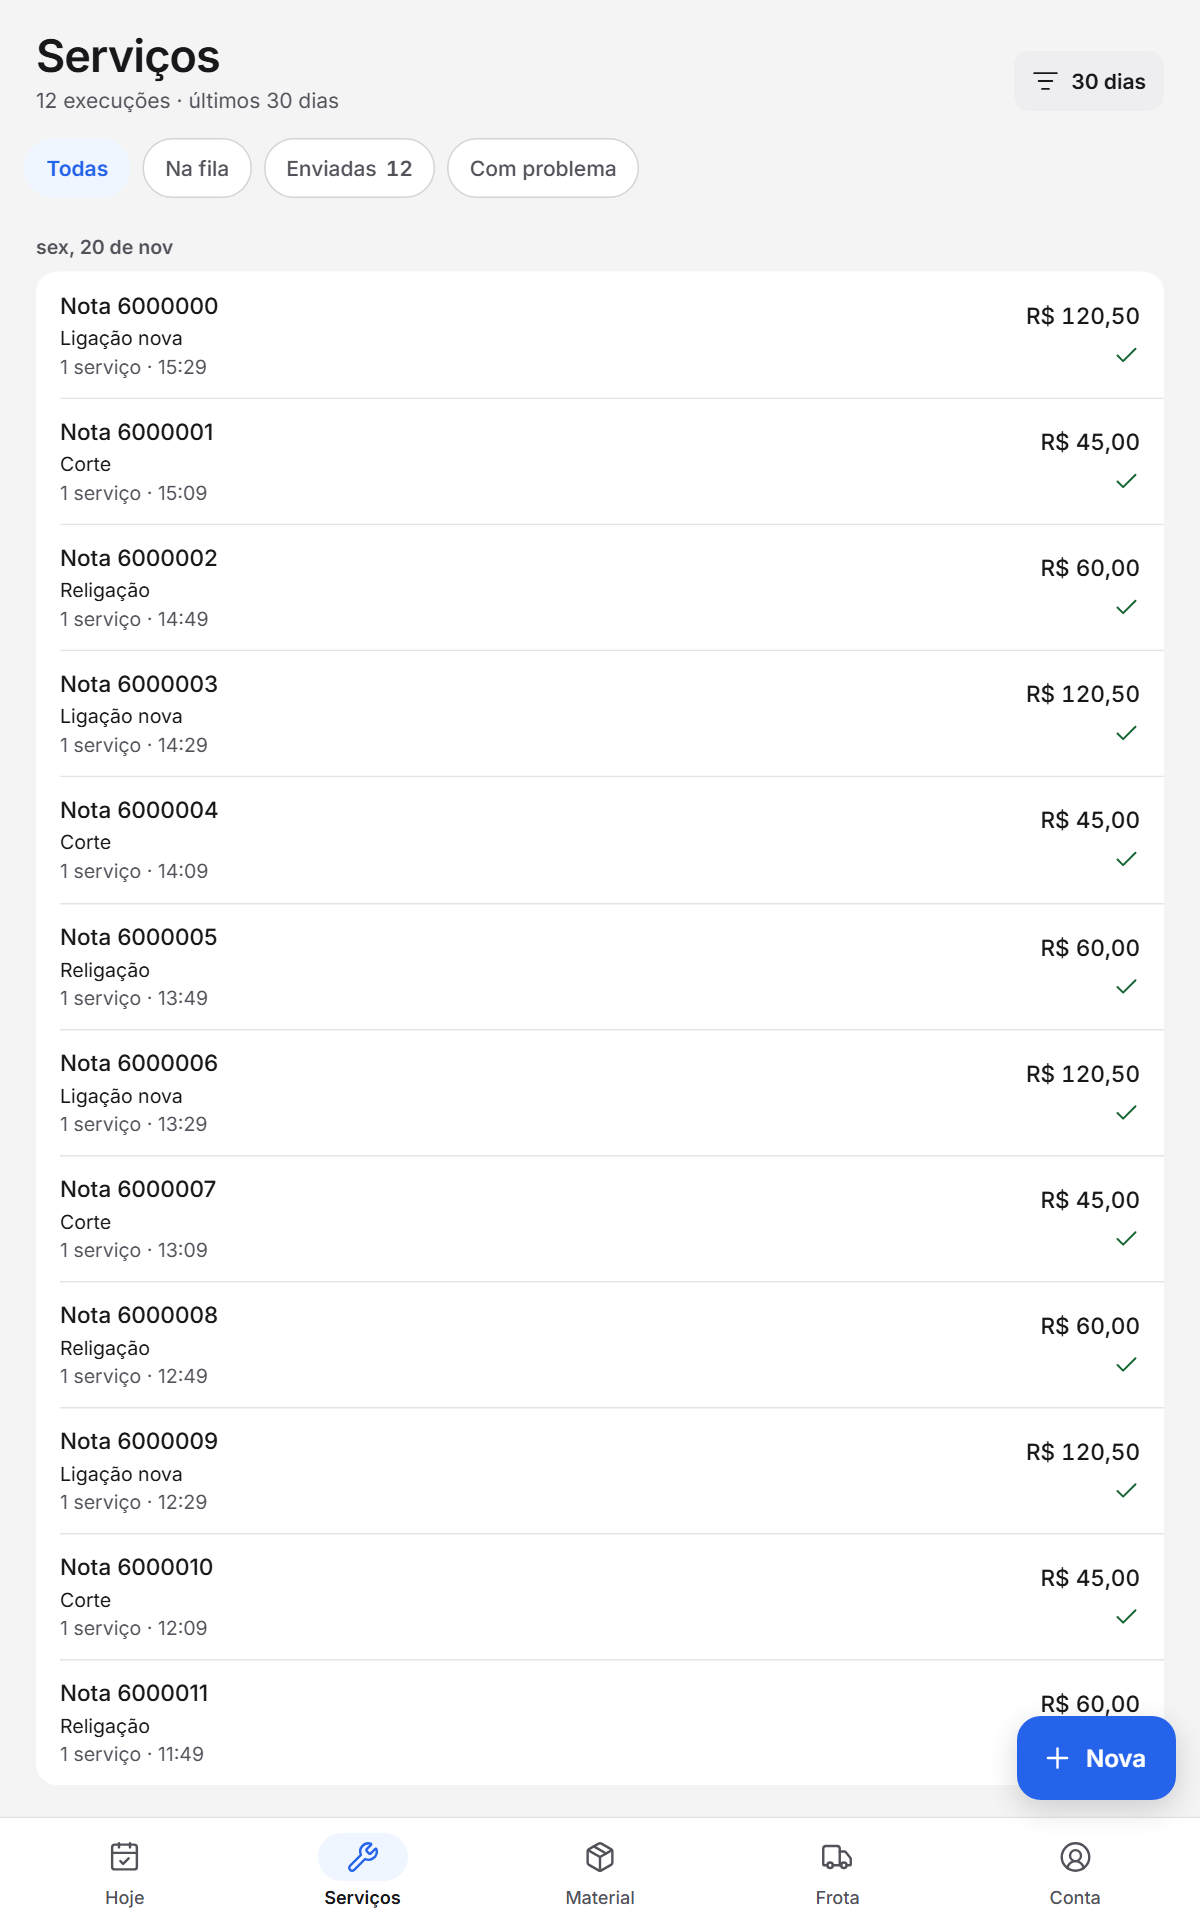 Serviços
12 execuções · últimos 30 dias
30 dias
Todas
Na fila
Enviadas 12
Com problema
sex, 20 de nov
Nota 6000000
Ligação nova
1 serviço · 15:29
R$ 120,50
Nota 6000001
Corte
1 serviço · 15:09
R$ 45,00
Nota 6000002
Religação
1 serviço · 14:49
R$ 60,00
Nota 6000003
Ligação nova
1 serviço · 14:29
R$ 120,50
Nota 6000004
Corte
1 serviço · 14:09
R$ 45,00
Nota 6000005
Religação
1 serviço · 13:49
R$ 60,00
Nota 6000006
Ligação nova
1 serviço · 13:29
R$ 120,50
Nota 6000007
Corte
1 serviço · 13:09
R$ 45,00
Nota 6000008
Religação
1 serviço · 12:49
R$ 60,00
Nota 6000009
Ligação nova
1 serviço · 12:29
R$ 120,50
Nota 6000010
Corte
1 serviço · 12:09
R$ 45,00
Nota 6000011
Religação
1 serviço · 11:49
R$ 60,00
Nova
Hoje
Serviços
Material
Frota
Conta